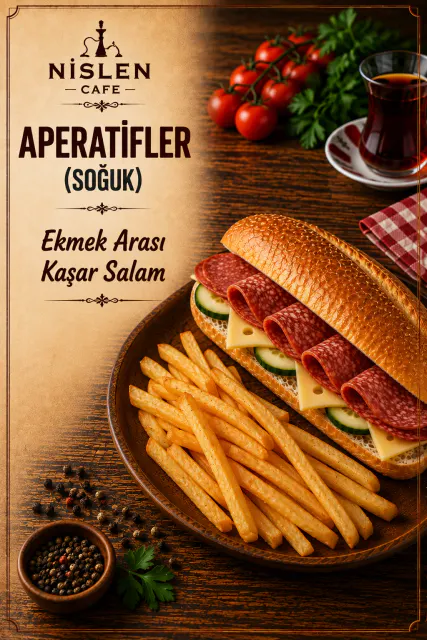 NİSLEN
CAFE
APERATİFLER
(SOĞUK)
Ekmek Arası
Kaşar Salam